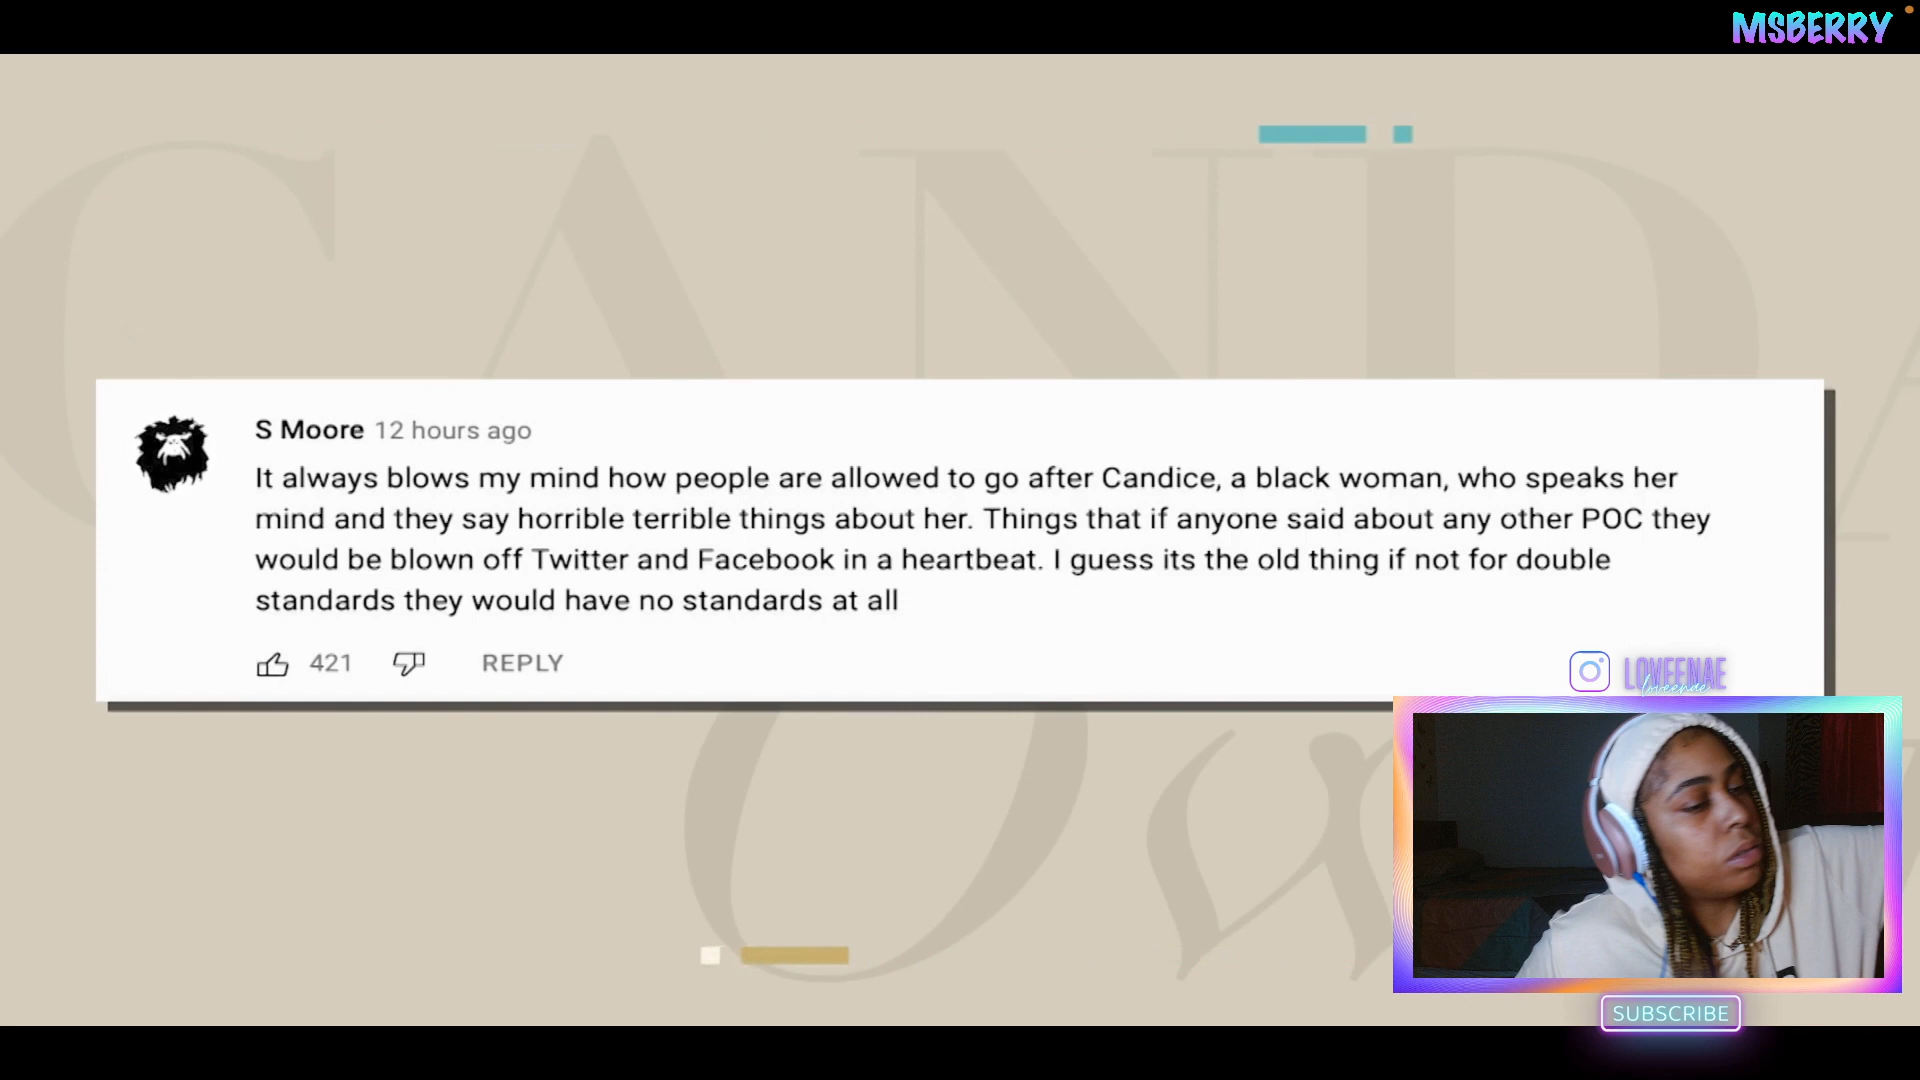 MSBERRY
CANDA
S Moore 12 hours ago
It always blows my mind how people are allowed to go after Candice, a black woman, who speaks her
mind and they say horrible terrible things about her. Things that if anyone said about any other POC they
would be blown off Twitter and Facebook in a heartbeat. I guess its the old thing if not for double
standards they would have no standards at all
421 REPLY
LOVEENAE
loveenae
Ow
SUBSCRIBE